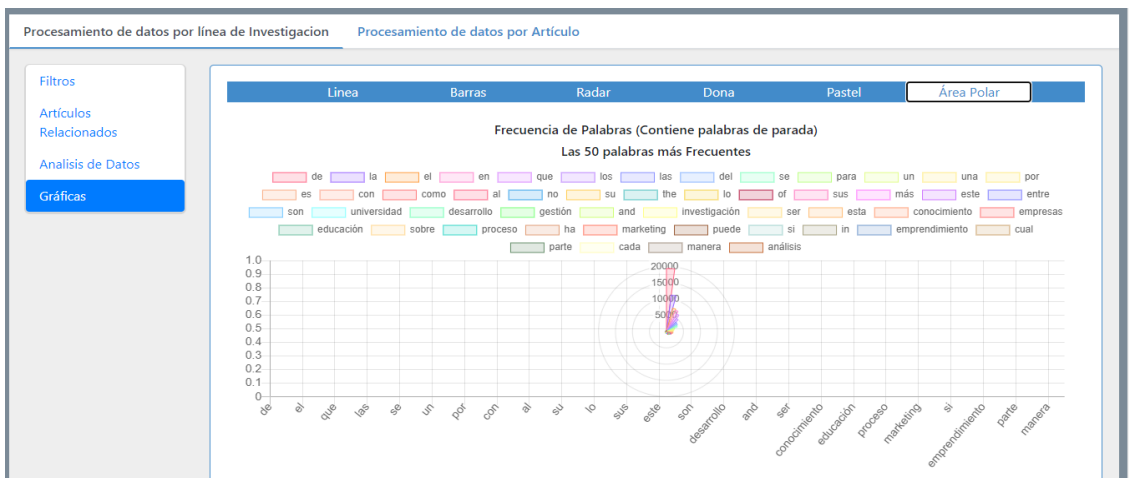 Procesamiento de datos por línea de Investigacion Procesamiento de datos por Artículo
Filtros
Artículos
Relacionados
Analisis de Datos
Gráficas
Linea Barras Radar Dona Pastel Área Polar
Frecuencia de Palabras (Contiene palabras de parada)
Las 50 palabras más Frecuentes
de la el en que los las del se para un una por
es con como al no su the lo of sus más este entre
son universidad desarrollo gestión and investigación ser esta conocimiento empresas
educación sobre proceso ha marketing puede si in emprendimiento cual
parte cada manera análisis
1.0
0.9
0.8
0.7
0.6
0.5
0.4
0.3
0.2
0.1
0
20000
15000
10000
5000
de el que las se un por con al su lo sus este son desarrollo and ser conocimiento educación proceso marketing si emprendimiento parte manera